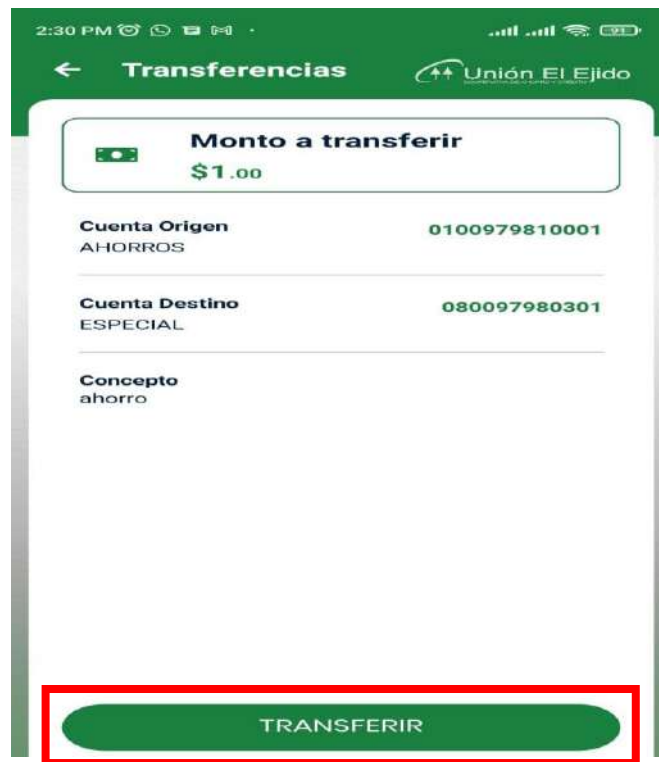 2:30 PM
91
Transferencias
Unión El Ejido
Monto a transferir
$1.00
Cuenta Origen
0100979810001
AHORROS
Cuenta Destino
080097980301
ESPECIAL
Concepto
ahorro
TRANSFERIR